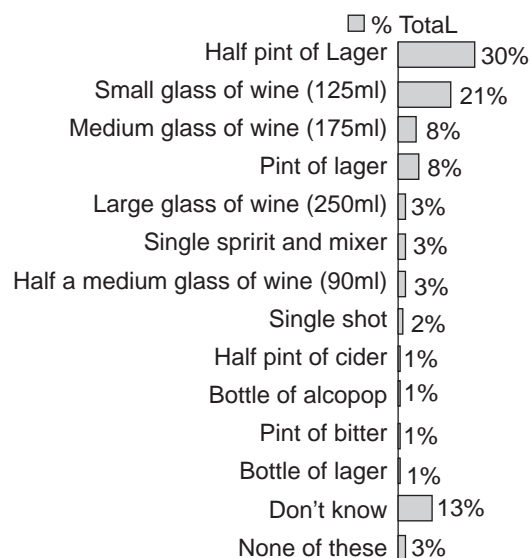 % TotaL
Half pint of Lager 30%
Small glass of wine (125ml) 21%
Medium glass of wine (175ml) 8%
Pint of lager 8%
Large glass of wine (250ml) 3%
Single spririt and mixer 3%
Half a medium glass of wine (90ml) 3%
Single shot 2%
Half pint of cider 1%
Bottle of alcopop 1%
Pint of bitter 1%
Bottle of lager 1%
Don't know 13%
None of these 3%